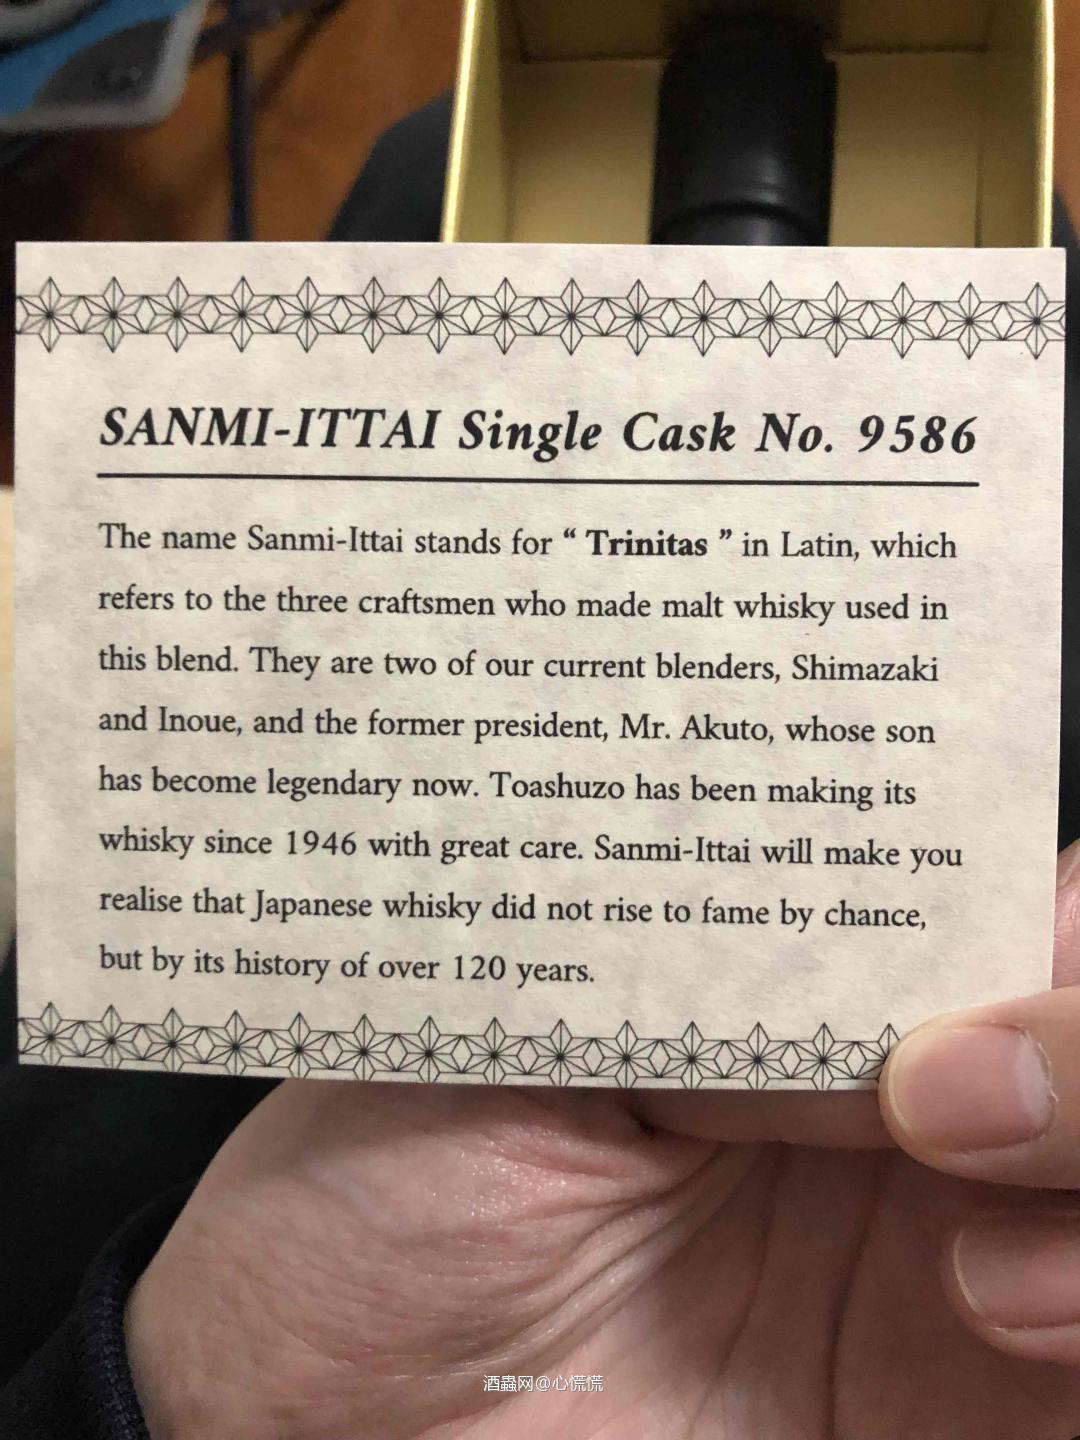 SANMI-ITTAI Single Cask No. 9586
The name Sanmi-Ittai stands for “ Trinitas ” in Latin, which
refers to the three craftsmen who made malt whisky used in
this blend. They are two of our current blenders, Shimazaki
and Inoue, and the former president, Mr. Akuto, whose son
has become legendary now. Toashuzo has been making its
whisky since 1946 with great care. Sanmi-Ittai will make you
realise that Japanese whisky did not rise to fame by chance,
but by its history of over 120 years.
酒蟲网@心慌慌